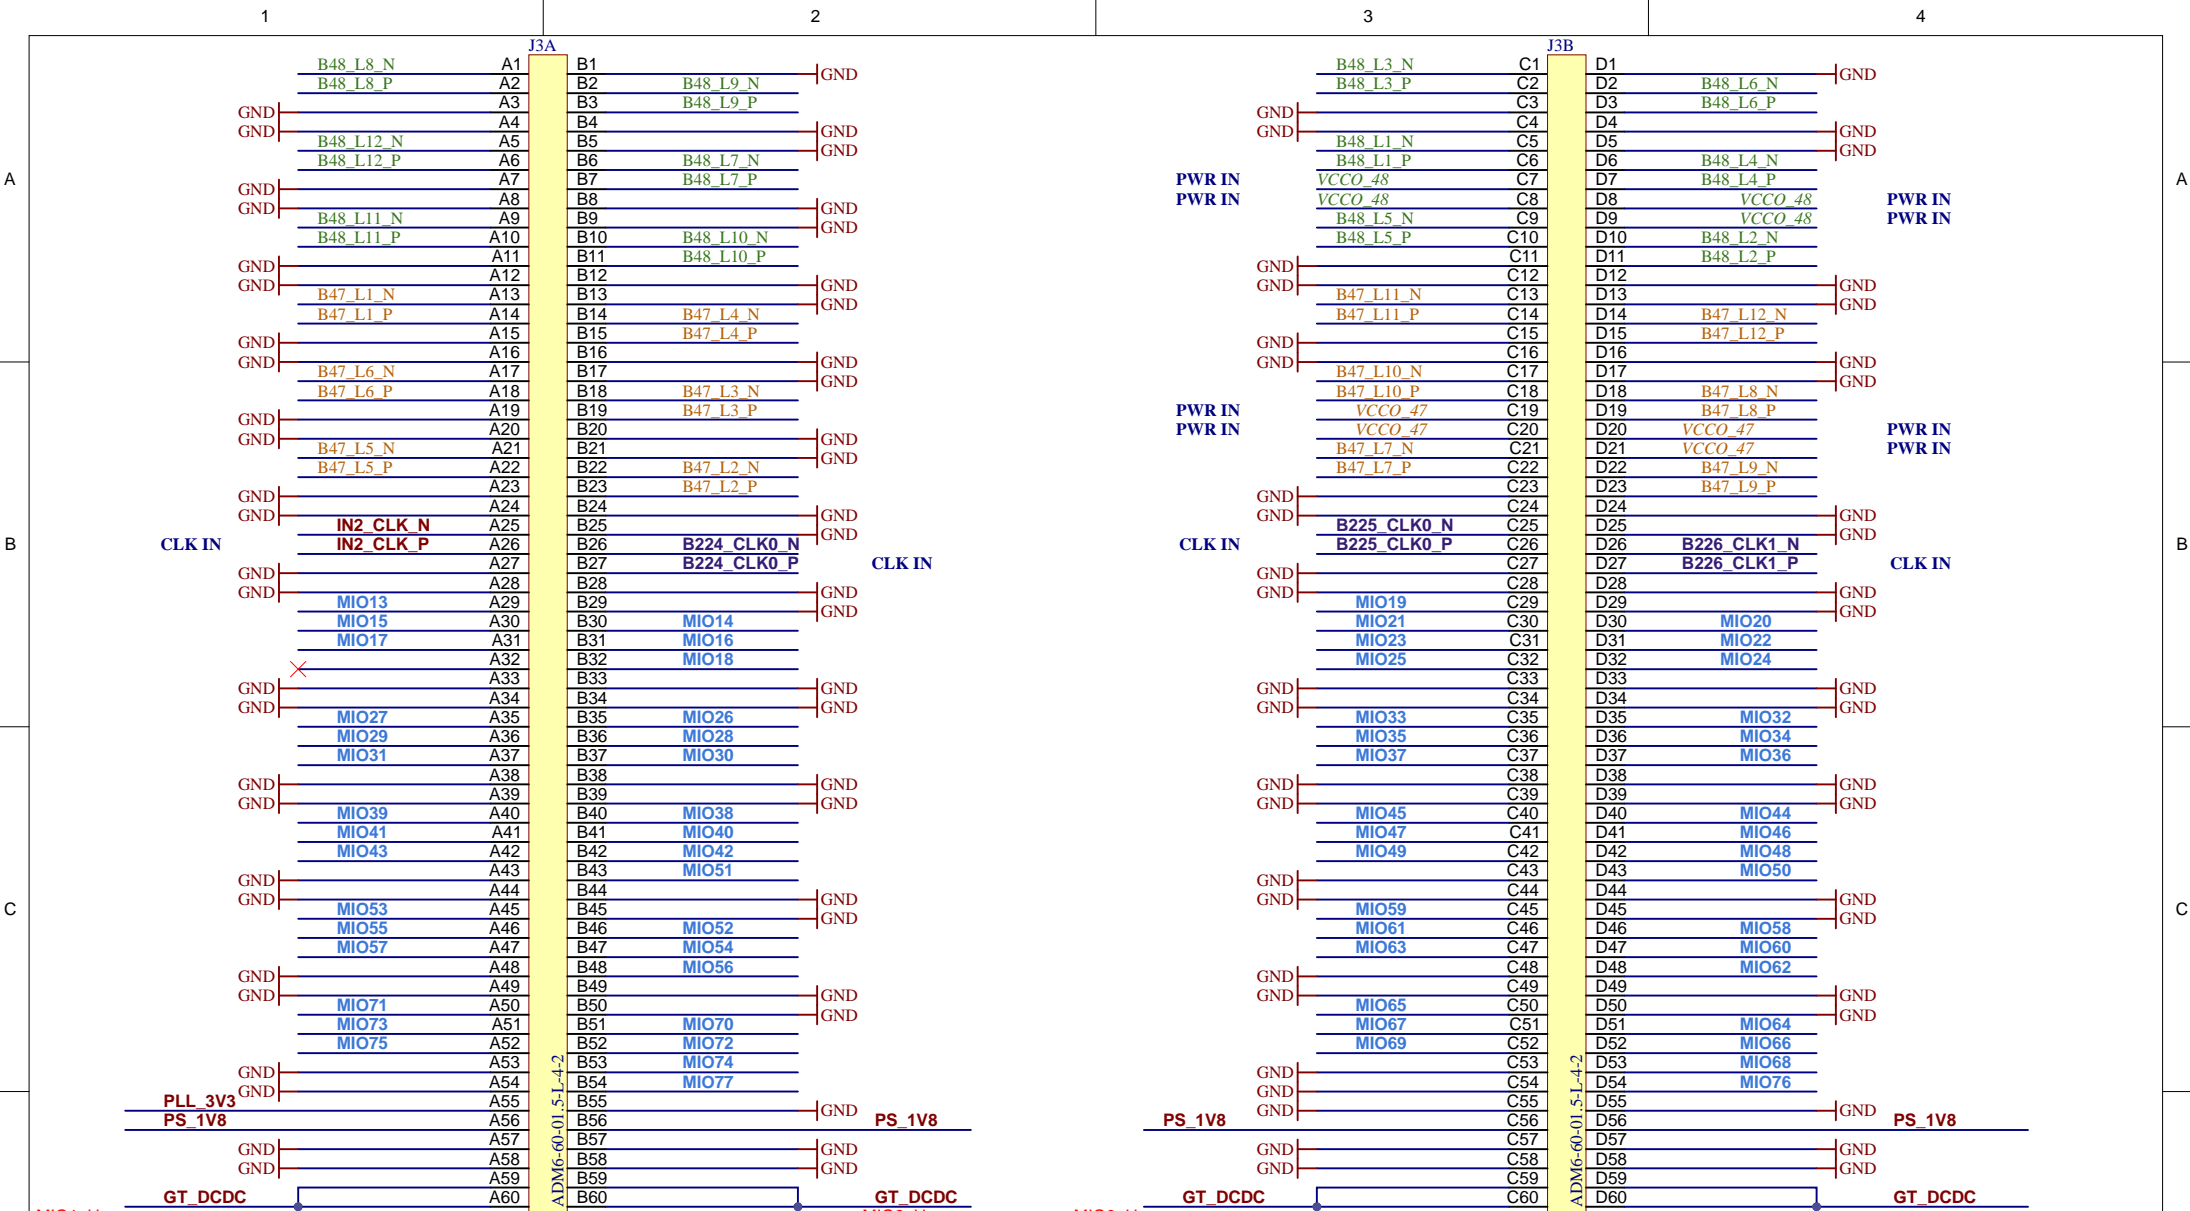 1 2 3 4
J3A J3B
B48_L8_N A1 B1 GND B48_L3_N C1 D1 GND
B48_L8_P A2 B2 B48_L9_N B48_L3_P C2 D2 B48_L6_N
GND A3 B3 B48_L9_P GND C3 D3 B48_L6_P
GND A4 B4 GND GND C4 D4 GND
B48_L12_N A5 B5 GND B48_L1_N C5 D5 GND
B48_L12_P A6 B6 B48_L7_N B48_L1_P C6 D6 B48_L4_N
A GND A7 B7 B48_L7_P PWR IN VCCO_48 C7 D7 B48_L4_P A
GND A8 B8 GND PWR IN VCCO_48 C8 D8 VCCO_48 PWR IN
B48_L11_N A9 B9 GND B48_L5_N C9 D9 VCCO_48 PWR IN
B48_L11_P A10 B10 B48_L10_N B48_L5_P C10 D10 B48_L2_N
GND A11 B11 B48_L10_P GND C11 D11 B48_L2_P
GND A12 B12 GND GND C12 D12 GND
B47_L1_N A13 B13 GND B47_L11_N C13 D13 GND
B47_L1_P A14 B14 B47_L4_N B47_L11_P C14 D14 B47_L12_N
GND A15 B15 B47_L4_P GND C15 D15 B47_L12_P
GND A16 B16 GND GND C16 D16 GND
B47_L6_N A17 B17 GND B47_L10_N C17 D17 GND
B47_L6_P A18 B18 B47_L3_N B47_L10_P C18 D18 B47_L8_N
GND A19 B19 B47_L3_P PWR IN VCCO_47 C19 D19 B47_L8_P
GND A20 B20 GND PWR IN VCCO_47 C20 D20 VCCO_47 PWR IN
B47_L5_N A21 B21 GND B47_L7_N C21 D21 VCCO_47 PWR IN
B47_L5_P A22 B22 B47_L2_N B47_L7_P C22 D22 B47_L9_N
GND A23 B23 B47_L2_P GND C23 D23 B47_L9_P
GND A24 B24 GND GND C24 D24 GND
IN2_CLK_N A25 B25 GND B225_CLK0_N C25 D25 GND
B CLK IN IN2_CLK_P A26 B26 B224_CLK0_N CLK IN B225_CLK0_P C26 D26 B226_CLK1_N B
GND A27 B27 B224_CLK0_P CLK IN GND C27 D27 B226_CLK1_P CLK IN
GND A28 B28 GND GND C28 D28 GND
MIO13 A29 B29 GND MIO19 C29 D29 GND
MIO15 A30 B30 MIO14 MIO21 C30 D30 MIO20
MIO17 A31 B31 MIO16 MIO23 C31 D31 MIO22
A32 B32 MIO18 MIO25 C32 D32 MIO24
GND A33 B33 GND GND C33 D33 GND
GND A34 B34 GND GND C34 D34 GND
MIO27 A35 B35 MIO26 MIO33 C35 D35 MIO32
MIO29 A36 B36 MIO28 MIO35 C36 D36 MIO34
MIO31 A37 B37 MIO30 MIO37 C37 D37 MIO36
GND A38 B38 GND GND C38 D38 GND
GND A39 B39 GND GND C39 D39 GND
MIO39 A40 B40 MIO38 MIO45 C40 D40 MIO44
MIO41 A41 B41 MIO40 MIO47 C41 D41 MIO46
MIO43 A42 B42 MIO42 MIO49 C42 D42 MIO48
GND A43 B43 MIO51 GND C43 D43 MIO50
GND A44 B44 GND GND C44 D44 GND
C MIO53 A45 B45 GND MIO59 C45 D45 GND C
MIO55 A46 B46 MIO52 MIO61 C46 D46 MIO58
MIO57 A47 B47 MIO54 MIO63 C47 D47 MIO60
GND A48 B48 MIO56 GND C48 D48 MIO62
GND A49 B49 GND GND C49 D49 GND
MIO71 A50 B50 GND MIO65 C50 D50 GND
MIO73 A51 B51 MIO70 MIO67 C51 D51 MIO64
MIO75 A52 B52 MIO72 MIO69 C52 D52 MIO66
GND A53 B53 MIO74 GND C53 D53 MIO68
GND A54 B54 MIO77 GND C54 D54 MIO76
PLL_3V3 A55 B55 GND GND C55 D55 GND
PS_1V8 A56 B56 PS_1V8 PS_1V8 C56 D56 PS_1V8
GND A57 B57 GND GND C57 D57 GND
GND A58 B58 GND GND C58 D58 GND
A59 B59 C59 D59
GT_DCDC A60 B60 GT_DCDC GT_DCDC C60 D60 GT_DCDC
ADM6-60-01.5-L-4-2 ADM6-60-01.5-L-4-2